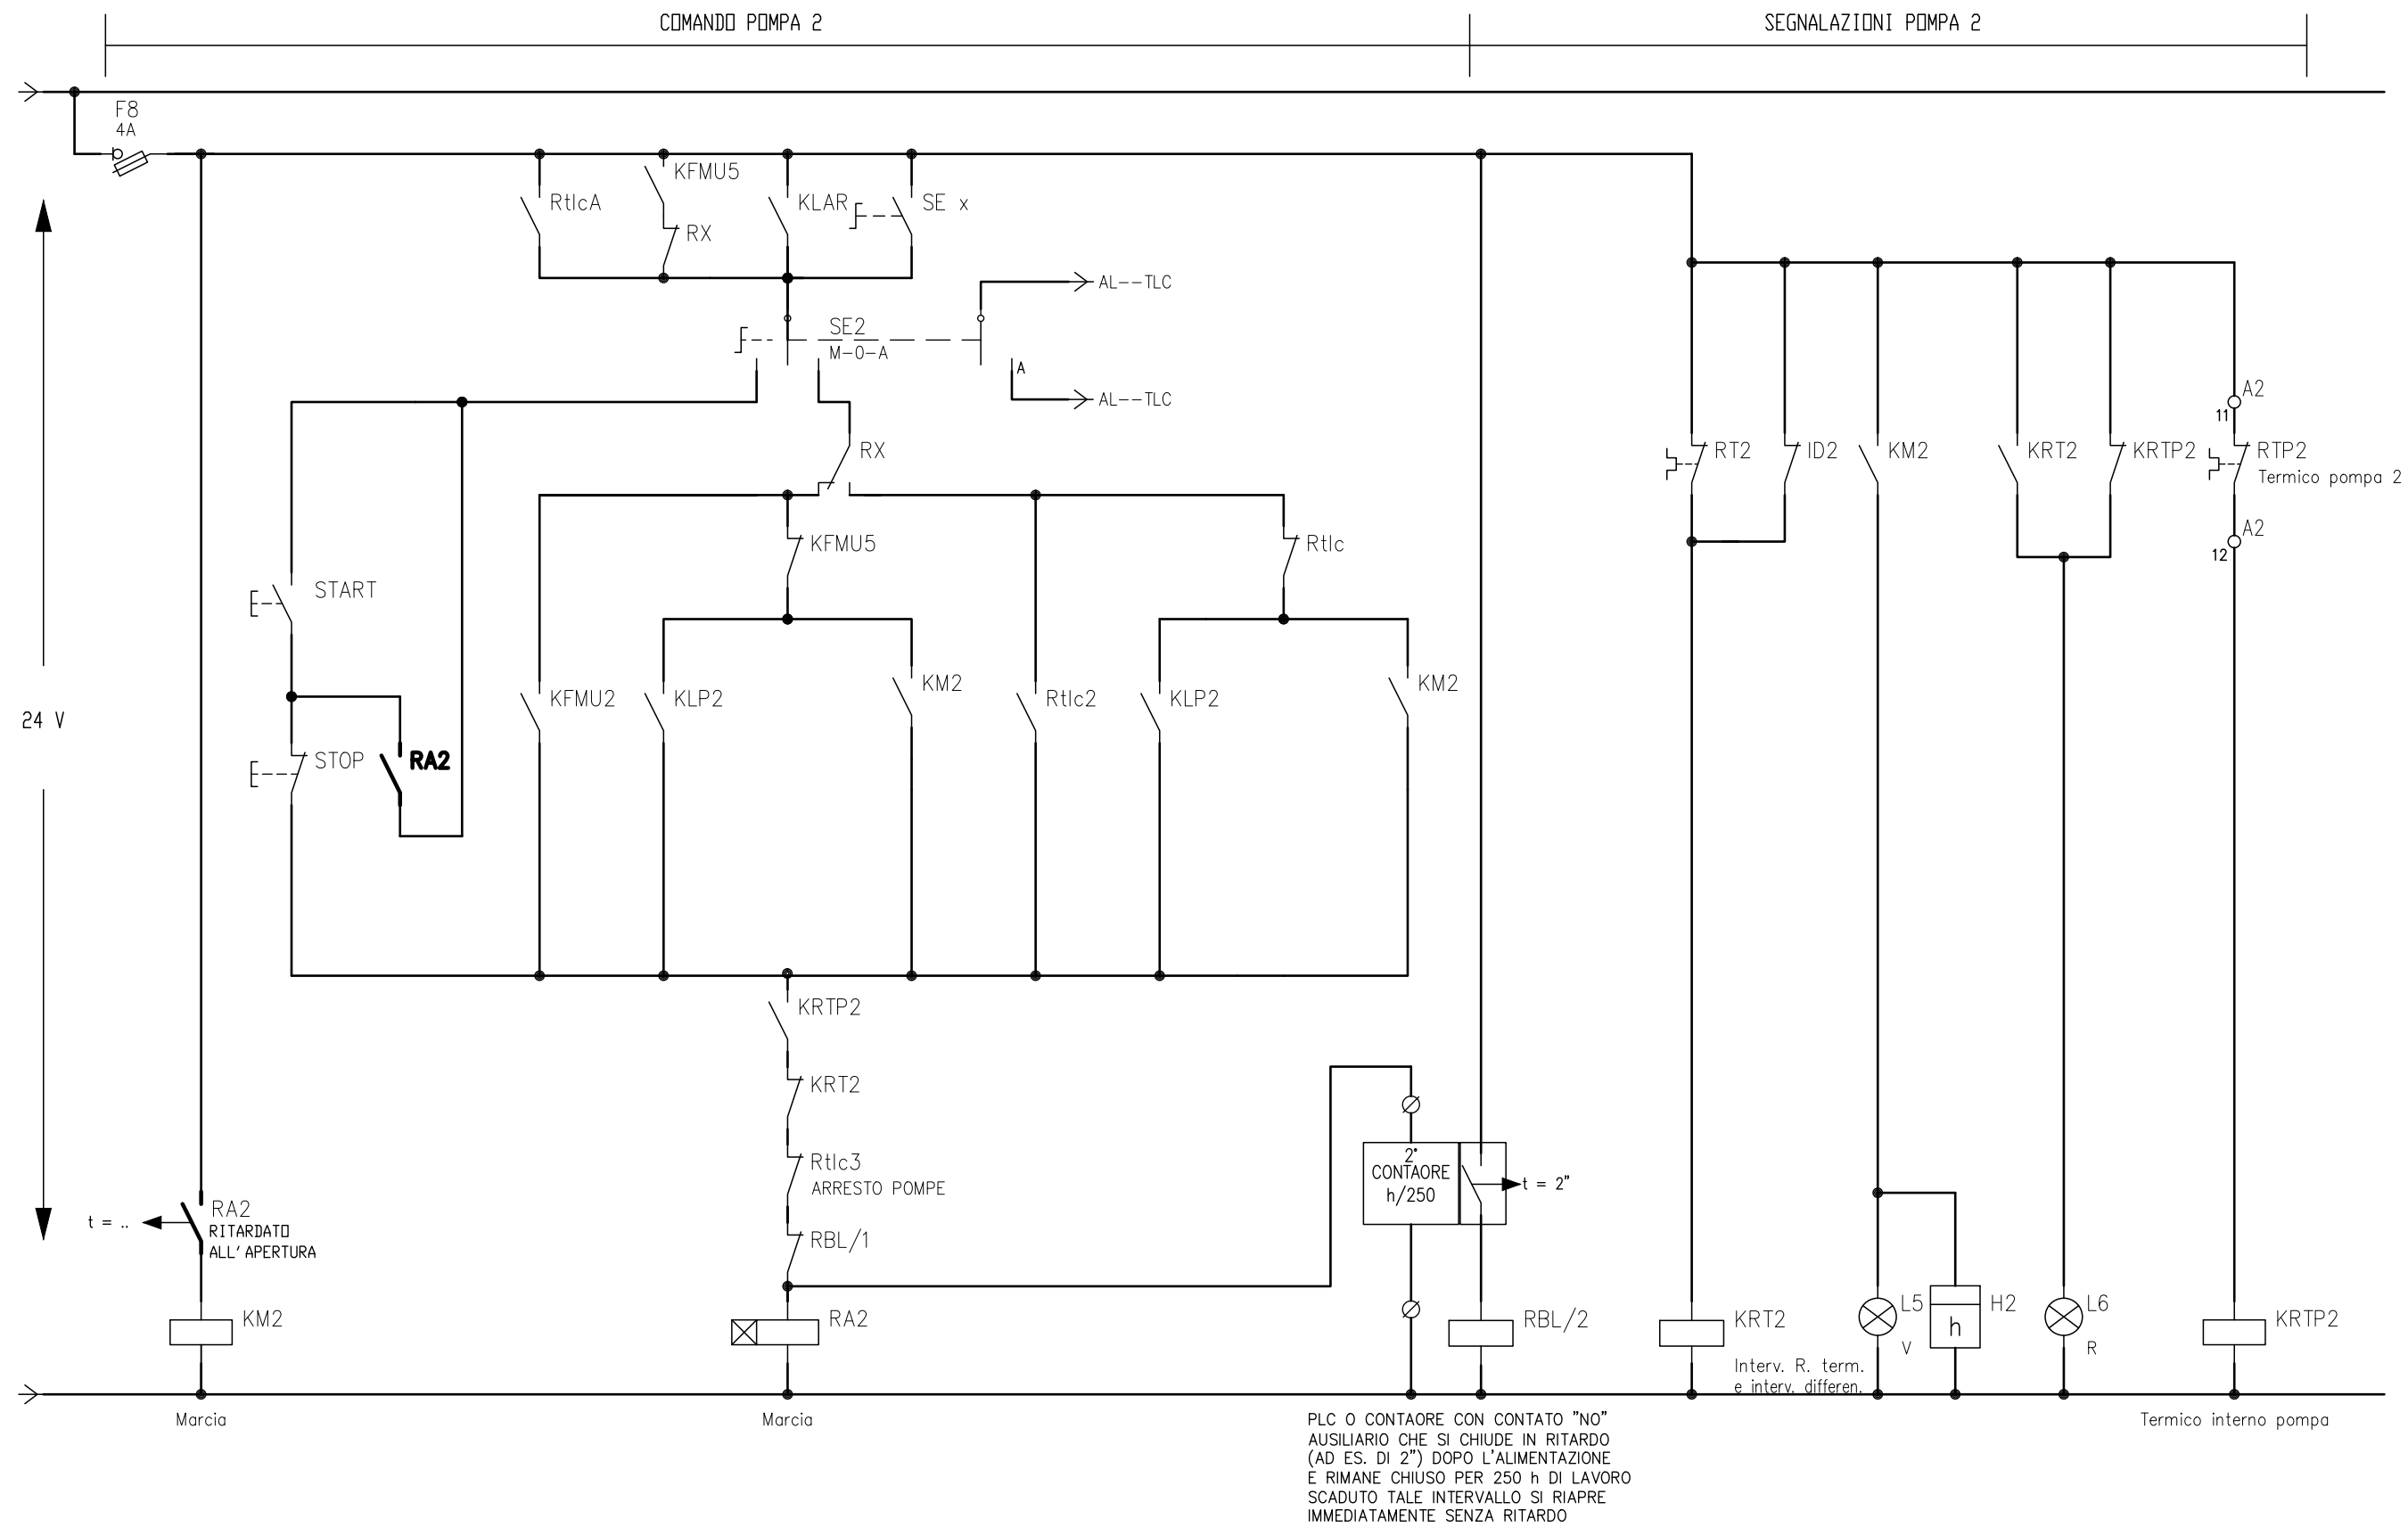 COMANDO POMPA 2
SEGNALAZIONI POMPA 2
F8
4A
RtlcA
KFMU5
RX
KLAR
SE x
AL--TLC
SE2
M-0-A
A
AL--TLC
RX
KFMU5
Rtlc
START
STOP
RA2
KFMU2
KLP2
KM2
Rtlc2
KLP2
KM2
24 V
RT2
ID2
KM2
KRT2
KRTP2
A2
11
RTP2
Termico pompa 2
A2
12
KRTP2
KRT2
Rtlc3
ARRESTO POMPE
RBL/1
2°
CONTAORE
h/250
t = 2"
t = ..
RA2
RITARDATO
ALL' APERTURA
KM2
RA2
RBL/2
KRT2
Interv. R. term.
e interv. differen.
L5
V
H2
h
L6
R
KRTP2
Marcia
Marcia
Termico interno pompa
PLC O CONTAORE CON CONTATO "NO"
AUSILIARIO CHE SI CHIUDE IN RITARDO
(AD ES. DI 2") DOPO L'ALIMENTAZIONE
E RIMANE CHIUSO PER 250 h DI LAVORO
SCADUTO TALE INTERVALLO SI RIAPRE
IMMEDIATAMENTE SENZA RITARDO